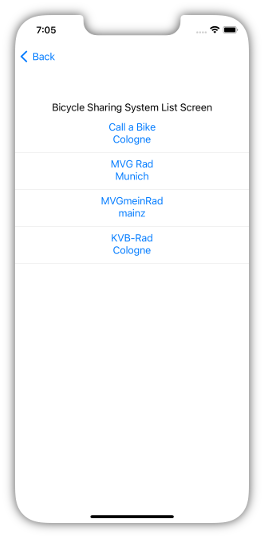 7:05
Back
Bicycle Sharing System List Screen
Call a Bike
Cologne
MVG Rad
Munich
MVGmeinRad
mainz
KVB-Rad
Cologne